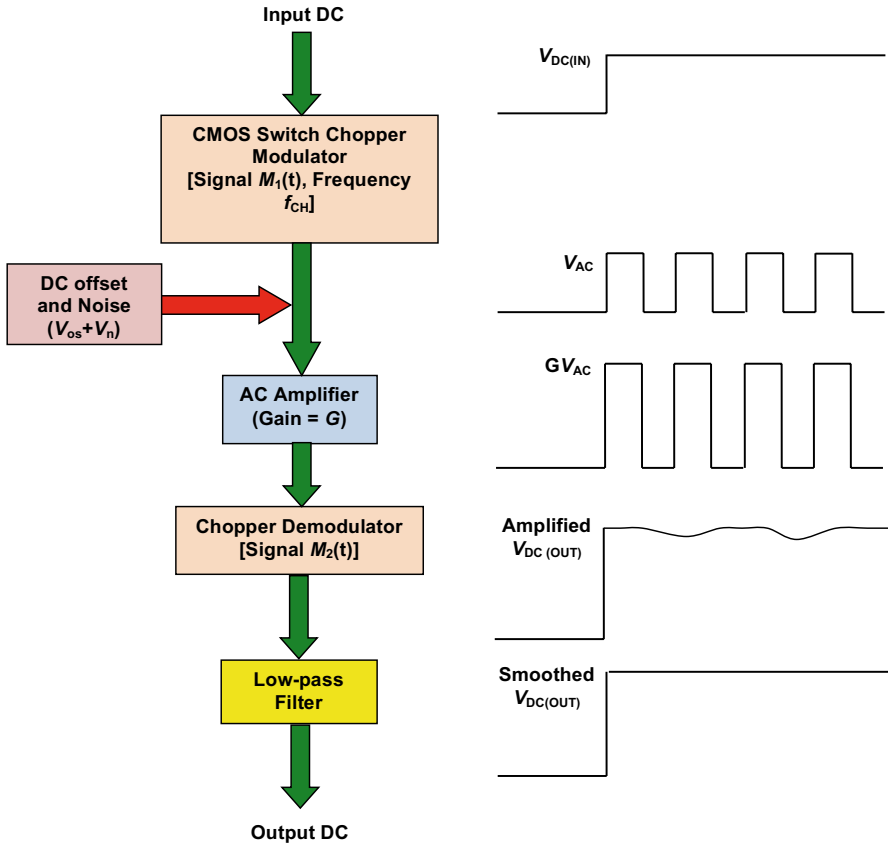 Input DC
CMOS Switch Chopper
Modulator
[Signal M1(t), Frequency
fCH]
DC offset
and Noise
(Vos+Vn)
AC Amplifier
(Gain = G)
Chopper Demodulator
[Signal M2(t)]
Low-pass
Filter
Output DC
VDC(IN)
VAC
GVAC
Amplified
VDC (OUT)
Smoothed
VDC(OUT)